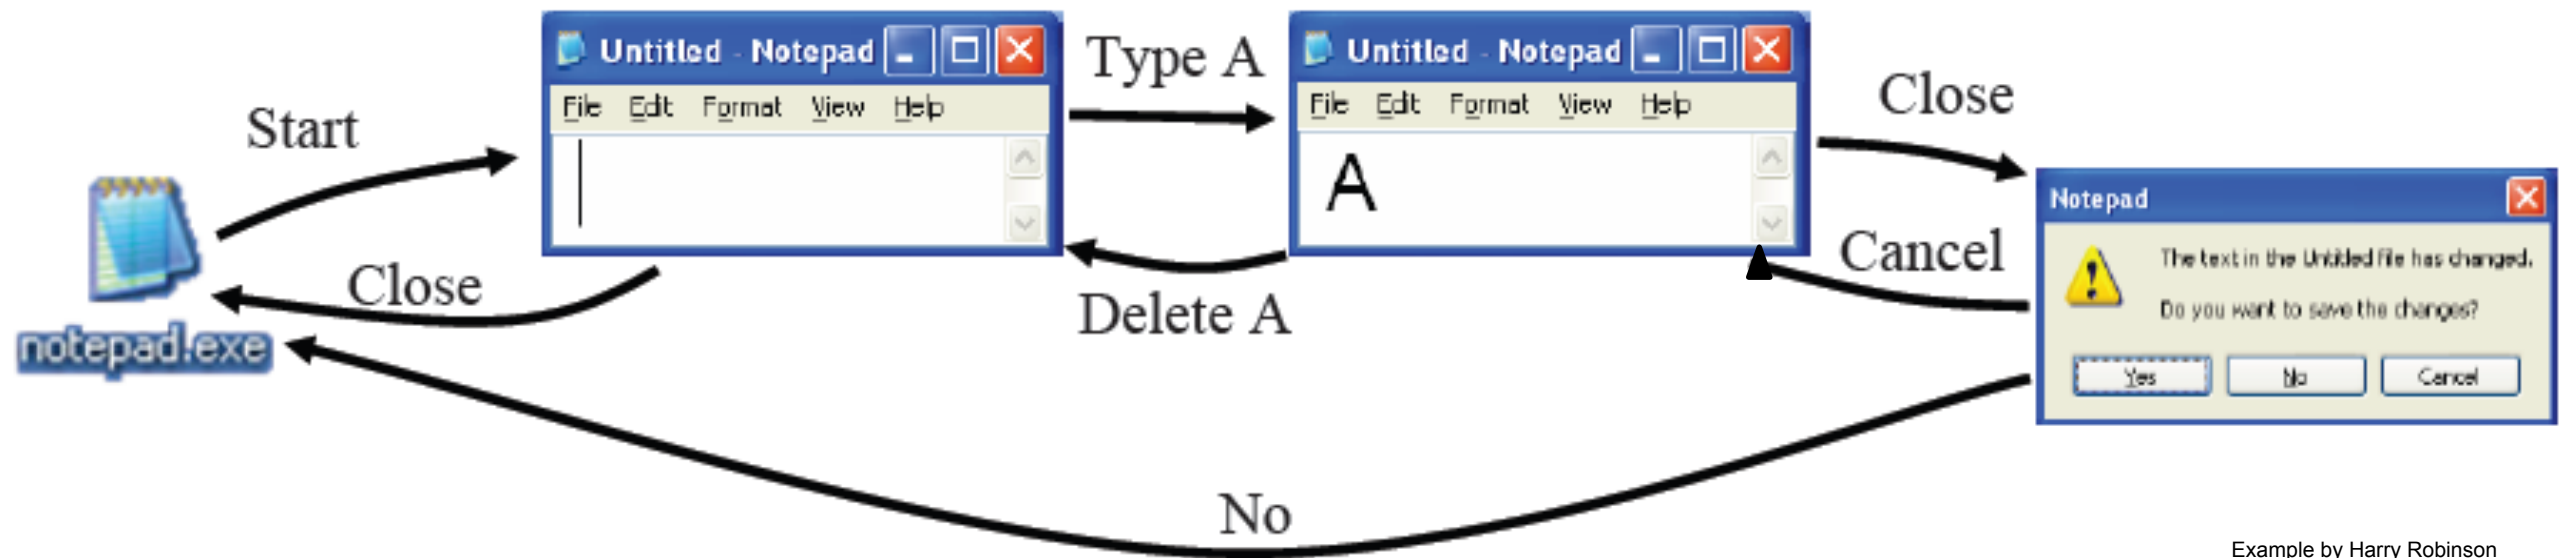 Start
notepad.exe
Close
Untitled - Notepad
File Edit Format View Help
Type A
Delete A
Untitled - Notepad
File Edit Format View Help
A
Close
Cancel
Notepad
The text in the Untitled file has changed.
Do you want to save the changes?
Yes No Cancel
No
Example by Harry Robinson